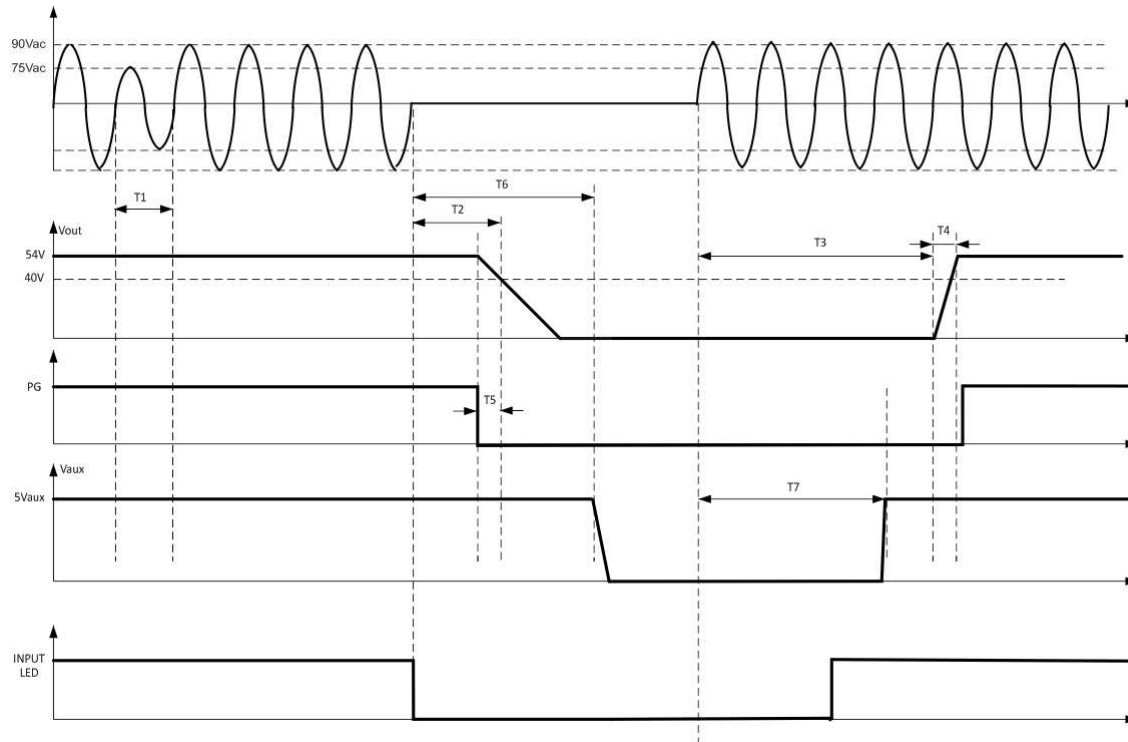 90Vac
75Vac
T1
T6
T2
Vout
54V
40V
T3
T4
PG
T5
Vaux
5Vaux
T7
INPUT
LED